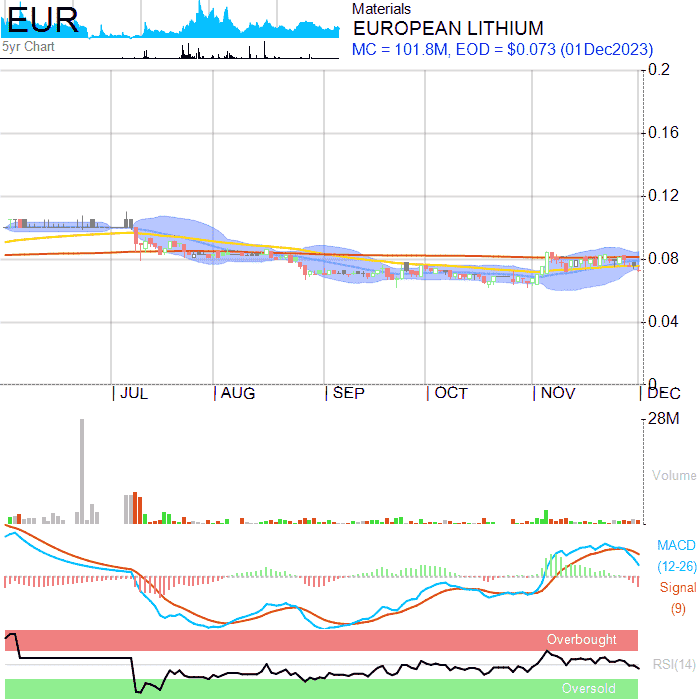 EUR
5yr Chart
Materials
EUROPEAN LITHIUM
MC = 101.8M, EOD = $0.073 (01Dec2023)
0.2
0.16
0.12
0.08
0.04
0
JUL AUG SEP OCT NOV DEC
28M
Volume
MACD
(12-26)
Signal
(9)
Overbought
RSI(14)
Oversold